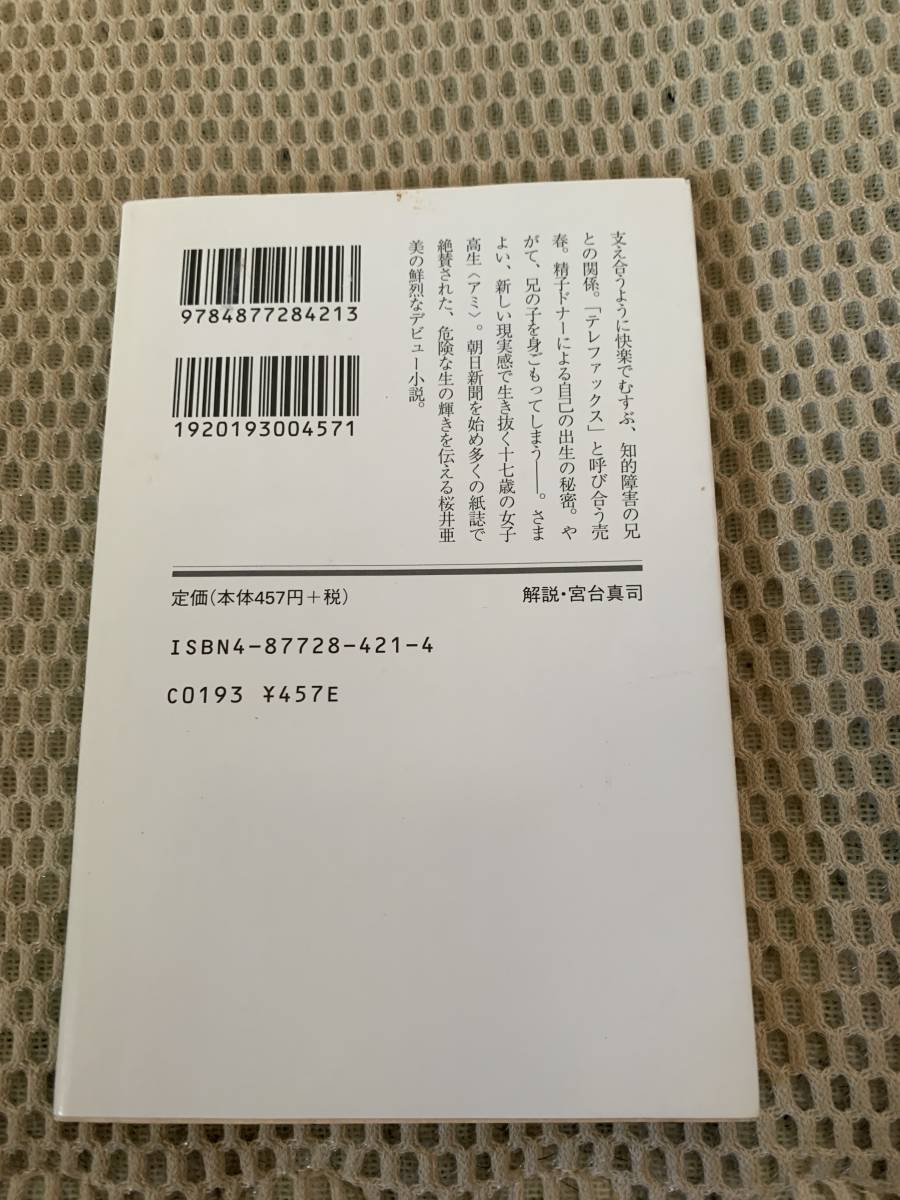 支え合うように快楽でむすぶ、知的障害の兄
との関係。「テレファックス」と呼び合う売
春。精子ドナーによる自己の出生の秘密。や
がて、兄の子を身ごもってしまう――。さま
よい、新しい現実感で生き抜く十七歳の女子
高生〈アミ〉。朝日新聞を始め多くの紙誌で
絶賛された、危険な生の輝きを伝える桜井亜
美の鮮烈なデビュー小説。
9784877284213
1920193004571
定価(本体457円+税)
解説・宮台真司
ISBN4-87728-421-4
C0193 ¥457E